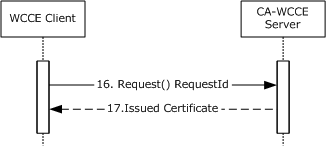 WCCE Client
CA-WCCE
Server
16. Request() RequestId
17.Issued Certificate